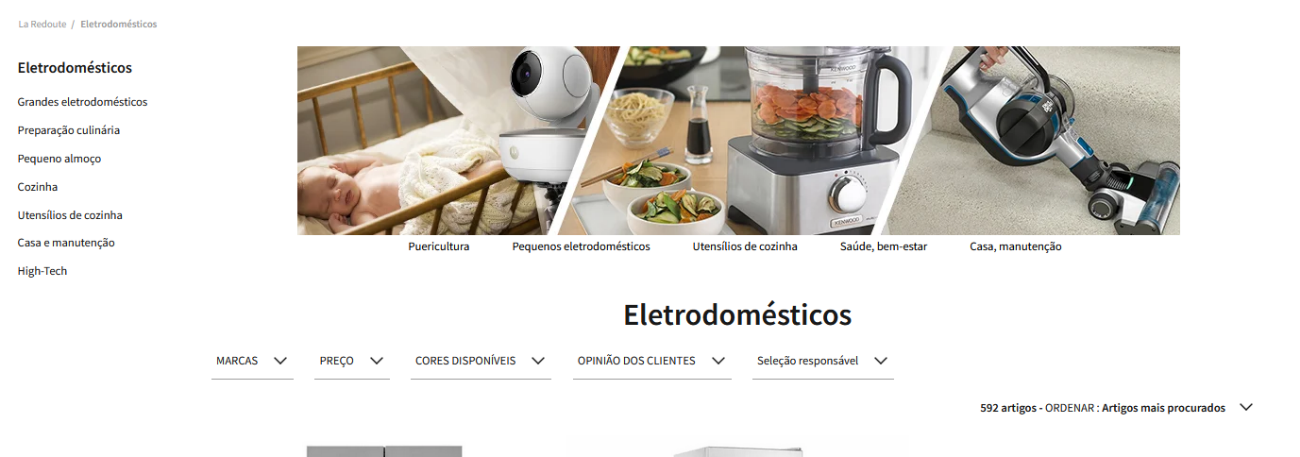 La Redoute / Eletrodomésticos
Eletrodomésticos
Grandes eletrodomésticos
Preparação culinária
Pequeno almoço
Cozinha
Utensílios de cozinha
Casa e manutenção
High-Tech
KENWOOD
KENWOOD
Puericultura
Pequenos eletrodomésticos
Utensílios de cozinha
Saúde, bem-estar
Casa, manutenção
Eletrodomésticos
MARCAS
PREÇO
CORES DISPONÍVEIS
OPINIÃO DOS CLIENTES
Seleção responsável
592 artigos - ORDENAR : Artigos mais procurados